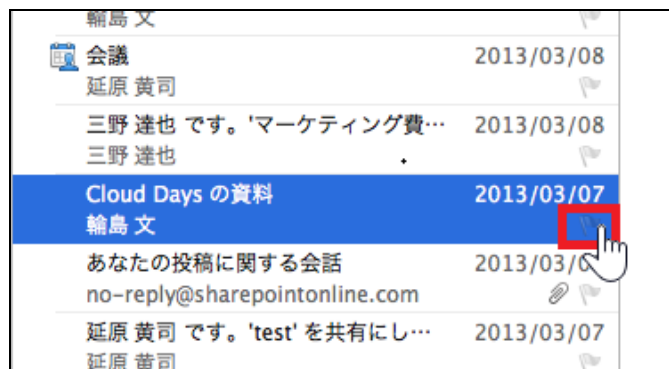 輪島 文
会議 2013/03/08
延原 黄司
三野 達也 です。'マーケティング費… 2013/03/08
三野 達也
Cloud Days の資料 2013/03/07
輪島 文
あなたの投稿に関する会話 2013/03/0
no-reply@sharepointonline.com
延原 黄司 です。'test' を共有にし… 2013/03/07
延原 黄司